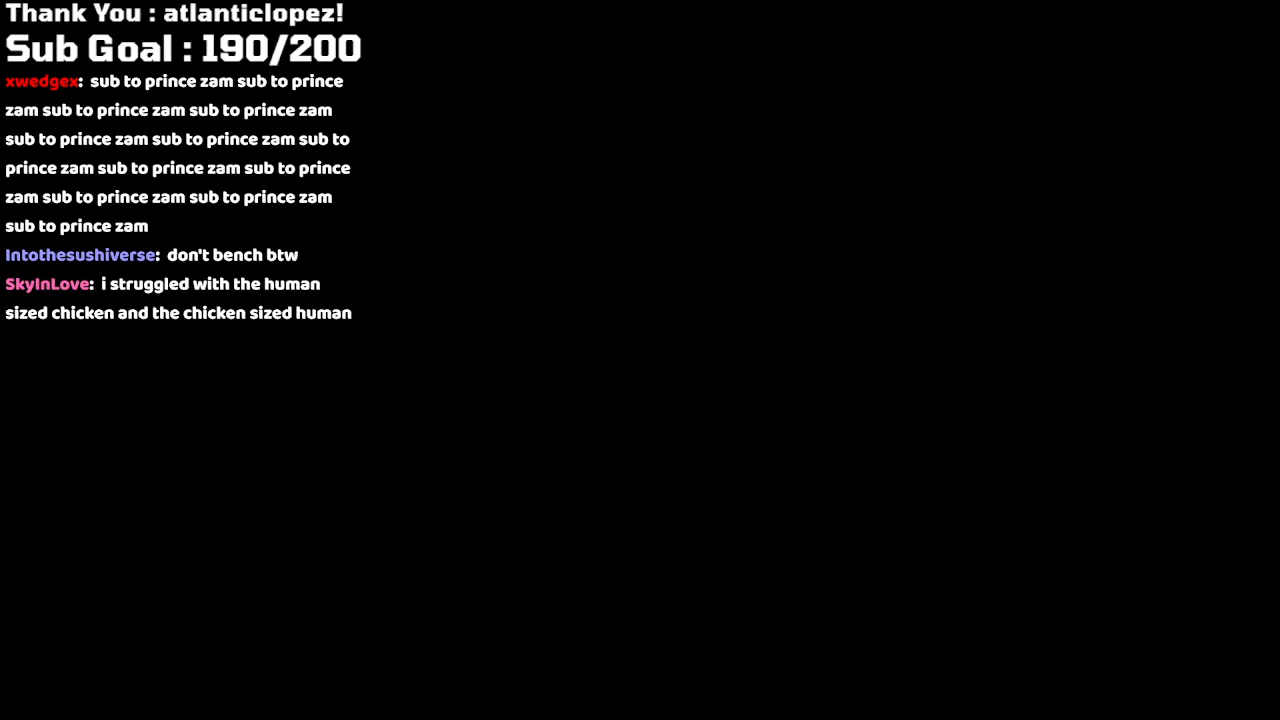 Thank You : atlanticlopez!
Sub Goal : 190/200
xwedgex: sub to prince zam sub to prince
zam sub to prince zam sub to prince zam
sub to prince zam sub to prince zam sub to
prince zam sub to prince zam sub to prince
zam sub to prince zam sub to prince zam
sub to prince zam
Intothesushiverse: don't bench btw
SkyInLove: i struggled with the human
sized chicken and the chicken sized human